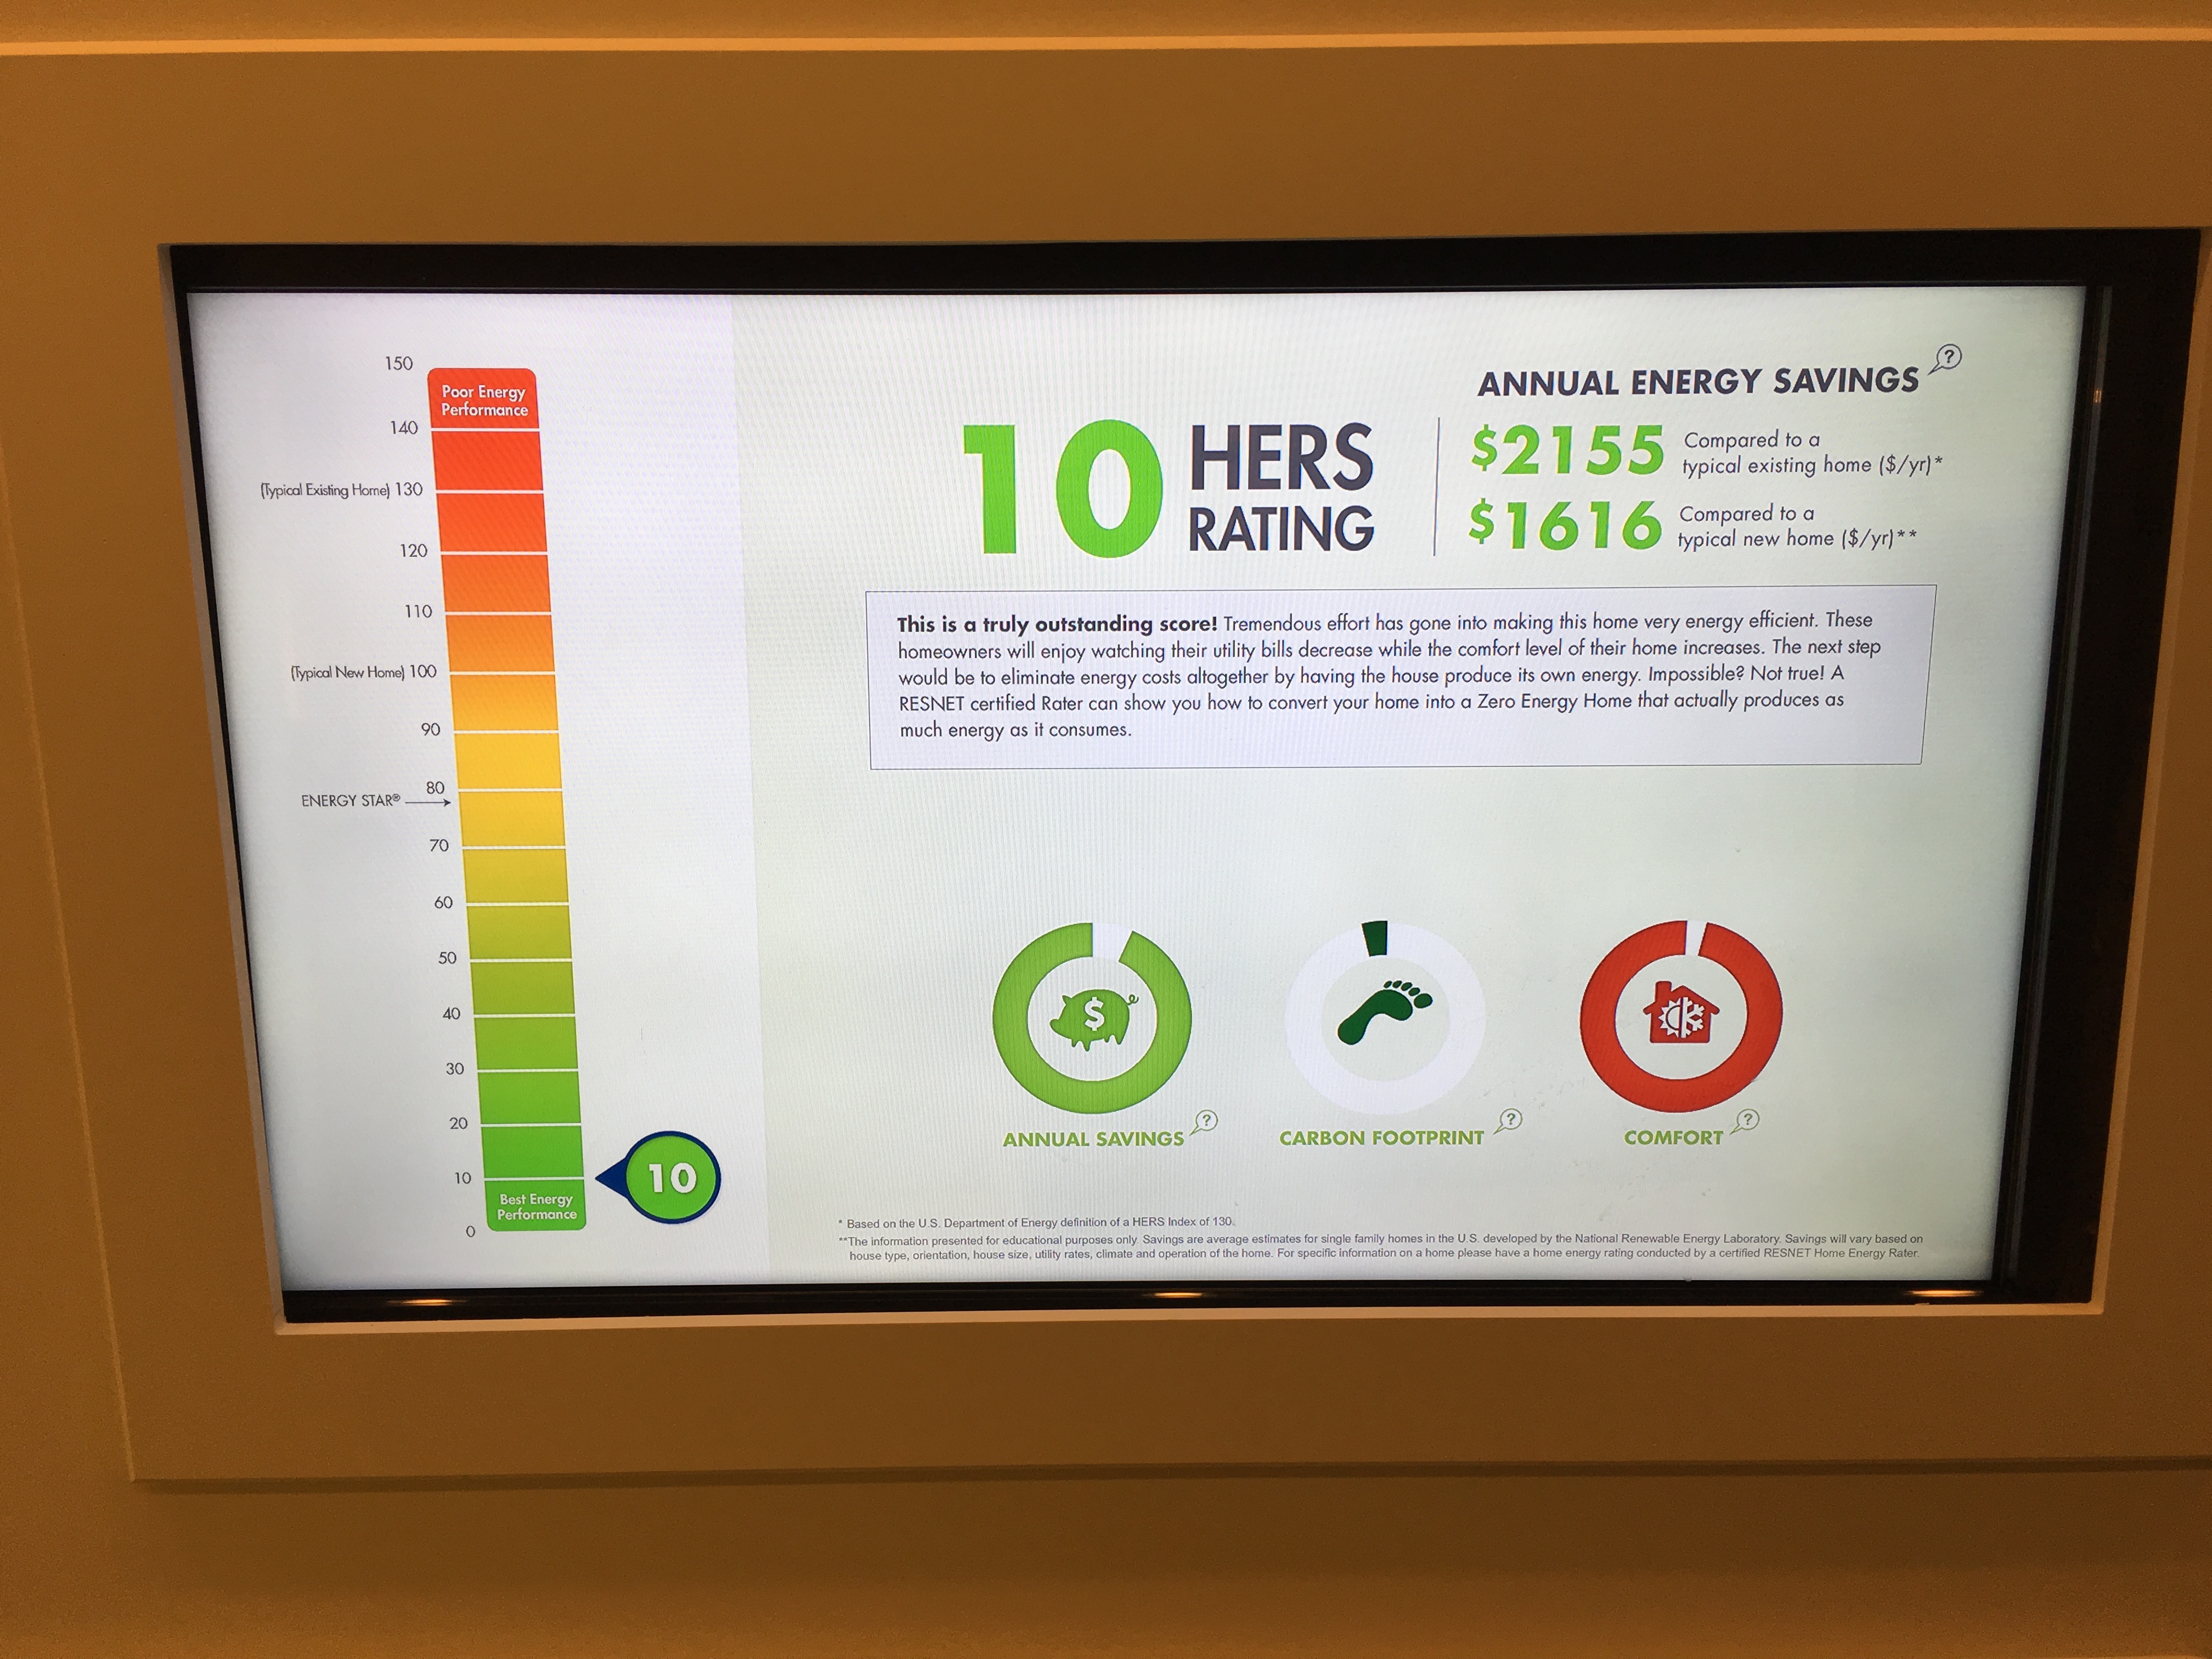 150
Poor Energy
Performance
140
(Typical Existing Home) 130
120
110
(Typical New Home) 100
90
80
ENERGY STAR®
70
60
50
40
30
20
10
Best Energy
Performance
0
10
10 HERS
RATING
ANNUAL ENERGY SAVINGS
?
$2155
Compared to a
typical existing home ($/yr)*
$1616
Compared to a
typical new home ($/yr)**
This is a truly outstanding score! Tremendous effort has gone into making this home very energy efficient. These
homeowners will enjoy watching their utility bills decrease while the comfort level of their home increases. The next step
would be to eliminate energy costs altogether by having the house produce its own energy. Impossible? Not true! A
RESNET certified Rater can show you how to convert your home into a Zero Energy Home that actually produces as
much energy as it consumes.
$
ANNUAL SAVINGS
?
CARBON FOOTPRINT
?
COMFORT
?
* Based on the U.S. Department of Energy definition of a HERS Index of 130.
**The information presented for educational purposes only. Savings are average estimates for single family homes in the U.S. developed by the National Renewable Energy Laboratory. Savings will vary based on
house type, orientation, house size, utility rates, climate and operation of the home. For specific information on a home please have a home energy rating conducted by a certified RESNET Home Energy Rater.